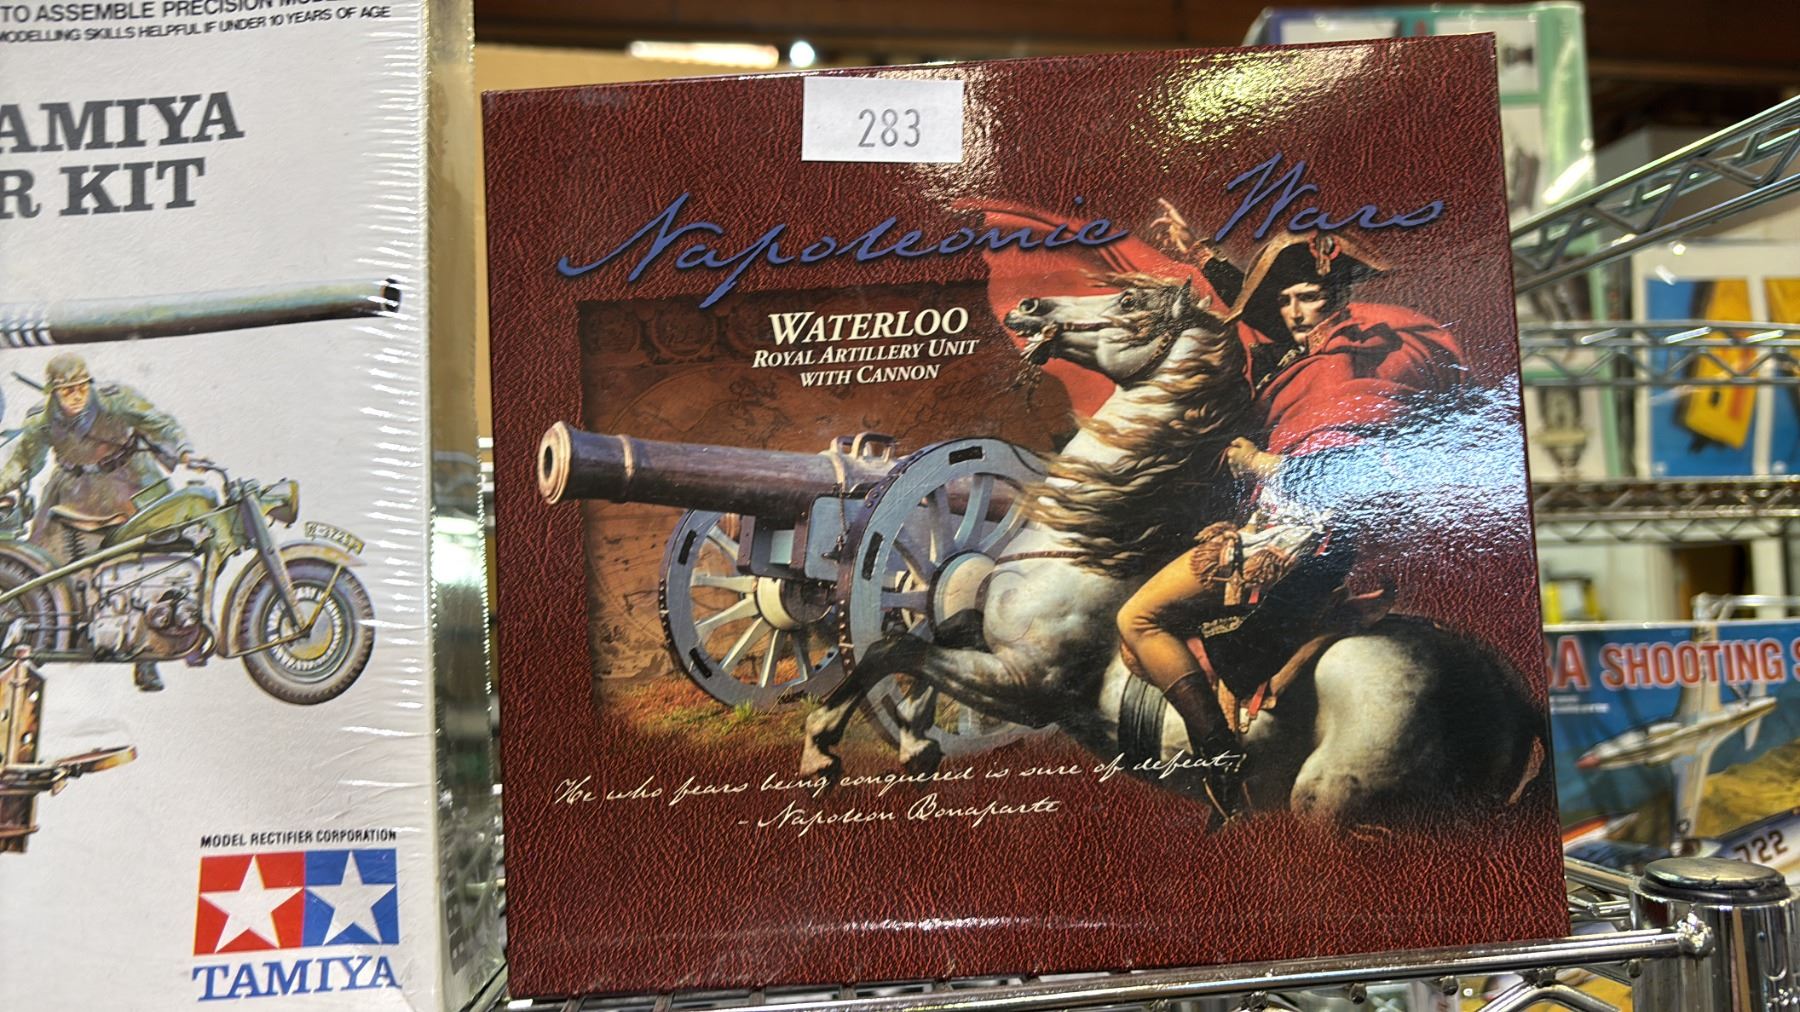 TO ASSEMBLE PRECISION
MODELLING SKILLS HELPFUL IF UNDER 10 YEARS OF AGE
AMIYA
R KIT
MODEL RECTIFIER CORPORATION
TAMIYA
283
Napoleonic Wars
WATERLOO
ROYAL ARTILLERY UNIT
WITH CANNON
"He who fears being conquered is sure of defeat."
- Napoleon Bonaparte
A SHOOTING S
722